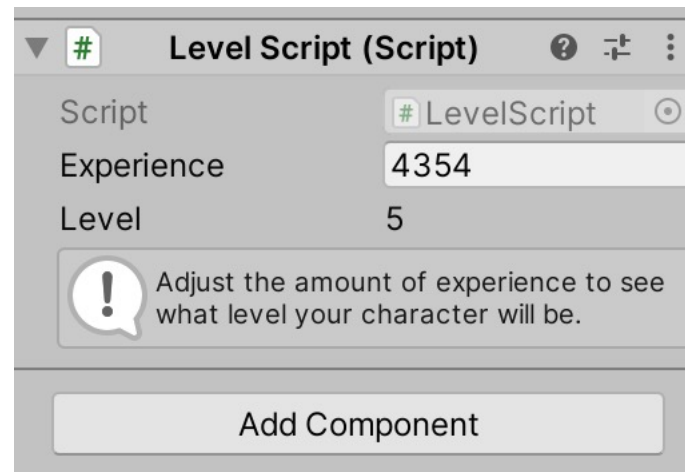 # Level Script (Script) ?
Script # LevelScript
Experience 4354
Level 5
! Adjust the amount of experience to see
what level your character will be.
Add Component